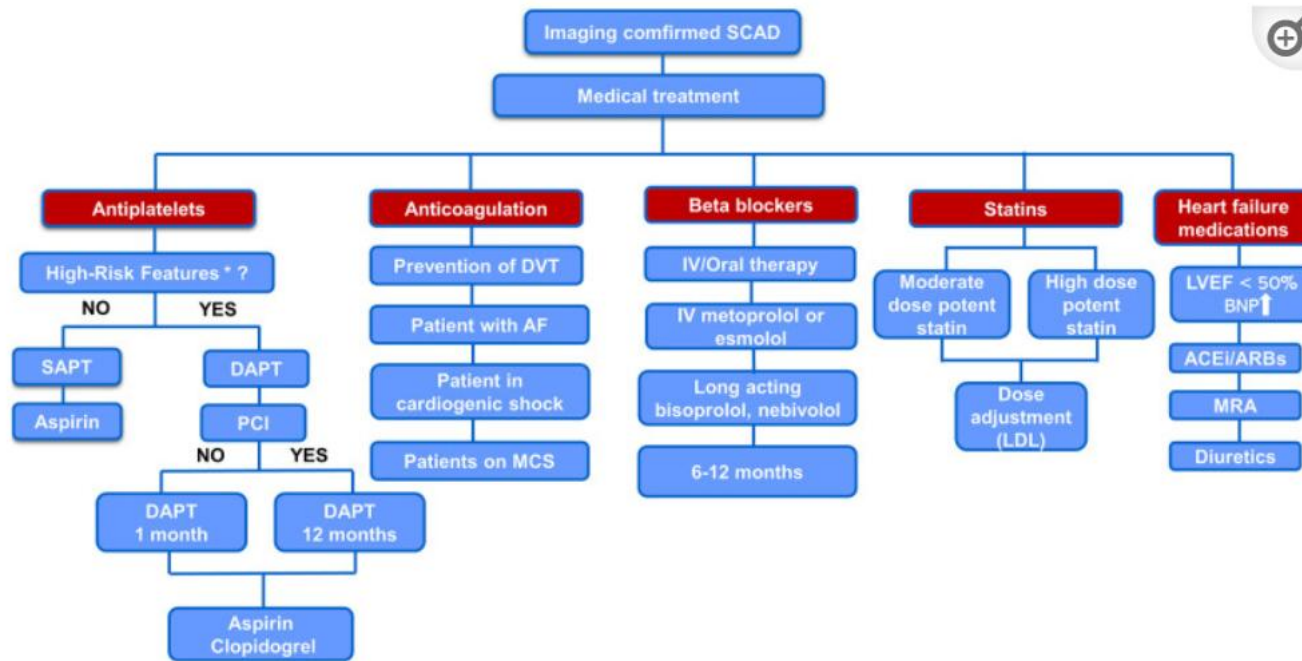 Imaging comfirmed SCAD
Medical treatment
Antiplatelets
High-Risk Features * ?
NO
YES
SAPT
DAPT
Aspirin
PCI
NO
YES
DAPT
1 month
DAPT
12 months
Aspirin
Clopidogrel
Anticoagulation
Prevention of DVT
Patient with AF
Patient in
cardiogenic shock
Patients on MCS
Beta blockers
IV/Oral therapy
IV metoprolol or
esmolol
Long acting
bisoprolol, nebivolol
6-12 months
Statins
Moderate
dose potent
statin
High dose
potent
statin
Dose
adjustment
(LDL)
Heart failure
medications
LVEF < 50%
BNP⬆
ACEi/ARBs
MRA
Diuretics